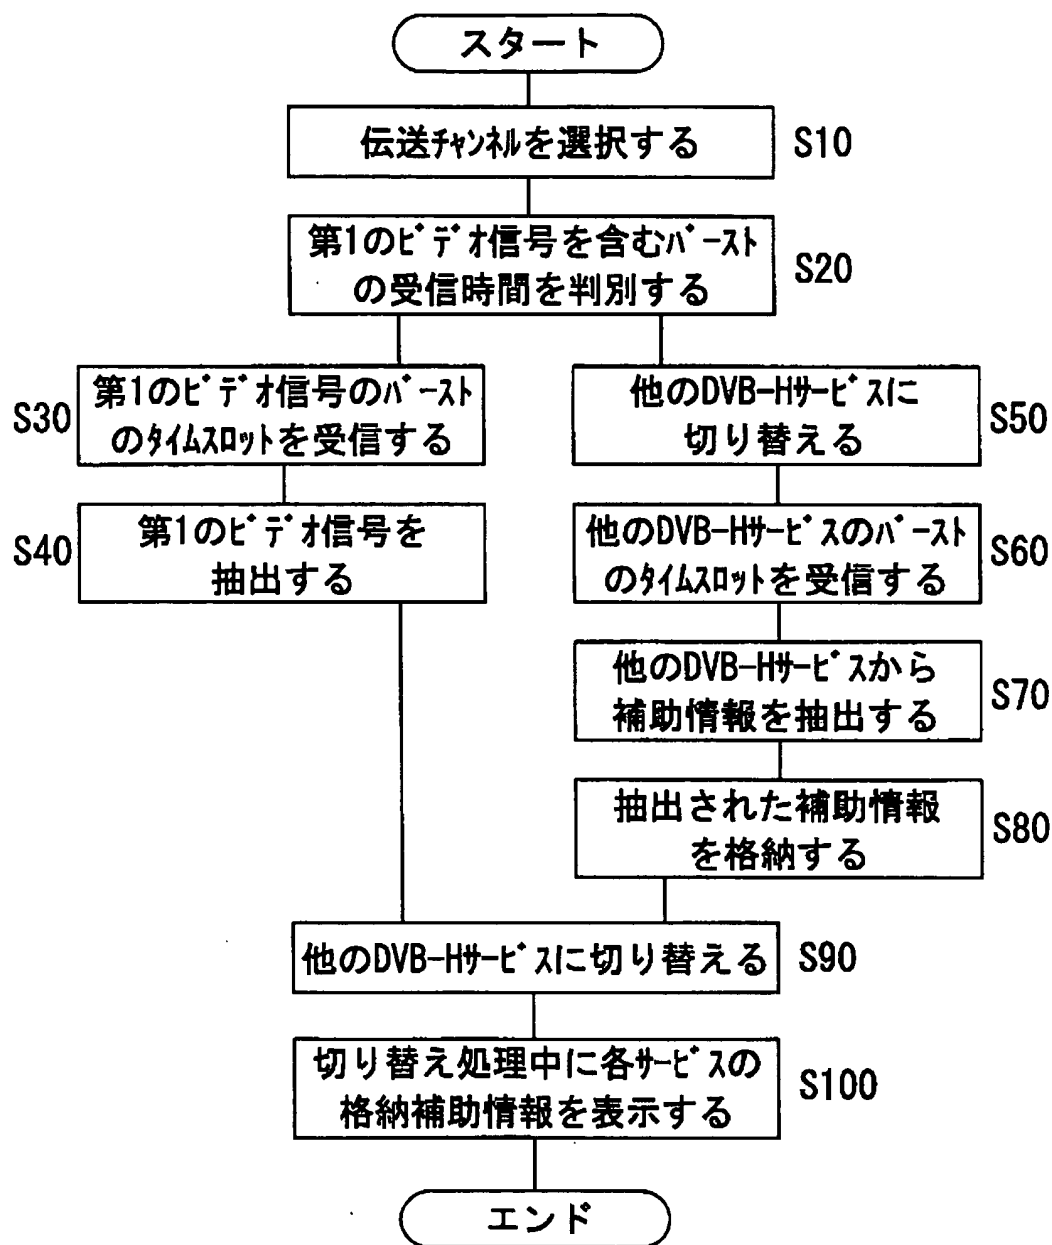 スタート
伝送ﾁｬﾝﾈﾙを選択する
S10
第1のﾋﾞﾃﾞｵ信号を含むﾊﾞｰｽﾄ
の受信時間を判別する
S20
S30
第1のﾋﾞﾃﾞｵ信号のﾊﾞｰｽﾄ
のﾀｲﾑｽﾛｯﾄを受信する
S40
第1のﾋﾞﾃﾞｵ信号を
抽出する
他のDVB-Hｻｰﾋﾞｽに
切り替える
S50
他のDVB-Hｻｰﾋﾞｽのﾊﾞｰｽﾄ
のﾀｲﾑｽﾛｯﾄを受信する
S60
他のDVB-Hｻｰﾋﾞｽから
補助情報を抽出する
S70
抽出された補助情報
を格納する
S80
他のDVB-Hｻｰﾋﾞｽに切り替える
S90
切り替え処理中に各ｻｰﾋﾞｽの
格納補助情報を表示する
S100
エンド